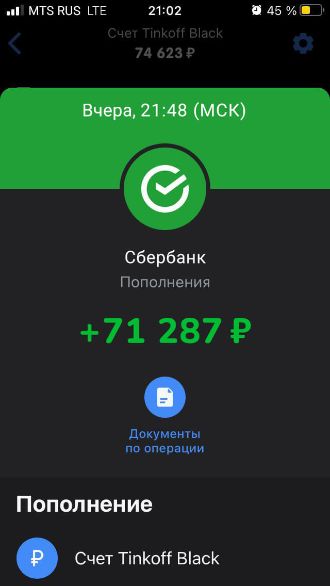 MTS RUS LTE 21:02 45 %
Счет Tinkoff Black
74 623 ₽
Вчера, 21:48 (МСК)
Сбербанк
Пополнения
+71 287 ₽
Документы
по операции
Пополнение
₽ Счет Tinkoff Black